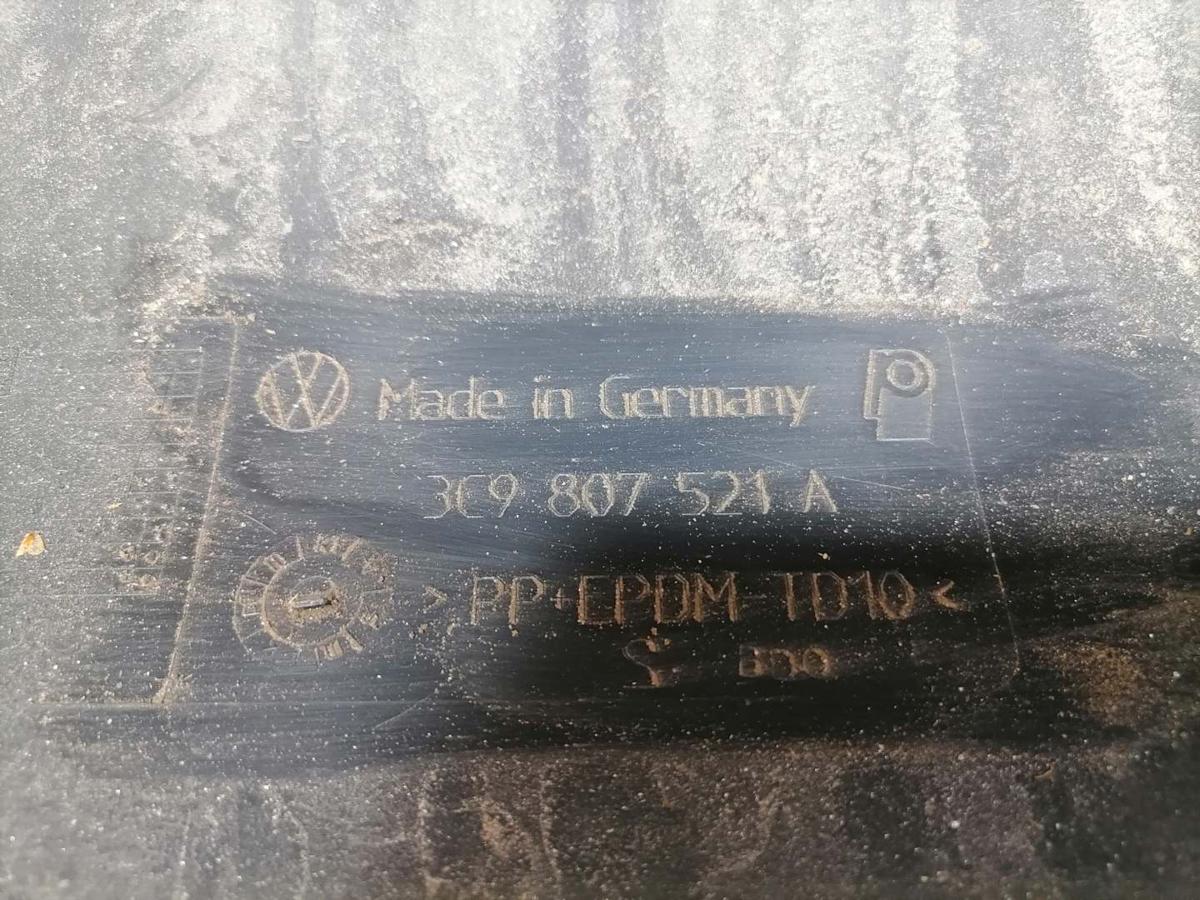 Made in Germany
3C9 807 521 A
>PP+EPDM-TD10<